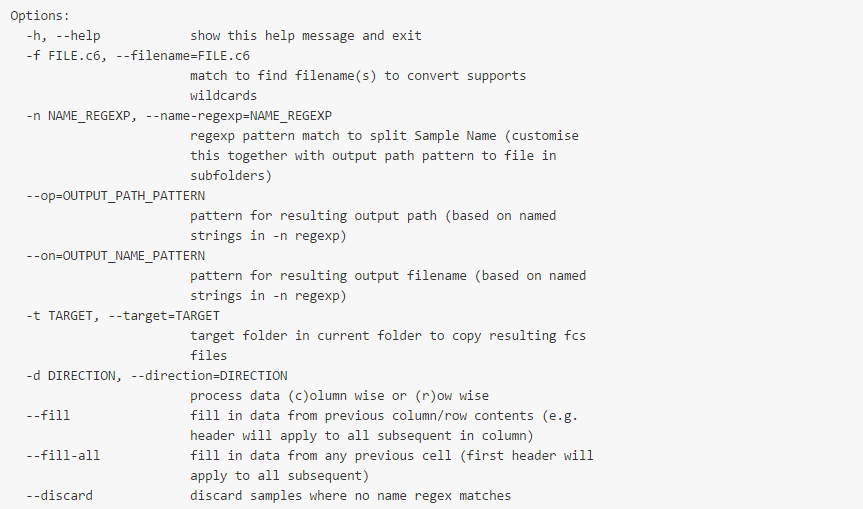 Options:
-h, --help show this help message and exit
-f FILE.c6, --filename=FILE.c6
match to find filename(s) to convert supports
wildcards
-n NAME_REGEXP, --name-regexp=NAME_REGEXP
regexp pattern match to split Sample Name (customise
this together with output path pattern to file in
subfolders)
--op=OUTPUT_PATH_PATTERN
pattern for resulting output path (based on named
strings in -n regexp)
--on=OUTPUT_NAME_PATTERN
pattern for resulting output filename (based on named
strings in -n regexp)
-t TARGET, --target=TARGET
target folder in current folder to copy resulting fcs
files
-d DIRECTION, --direction=DIRECTION
process data (c)olumn wise or (r)ow wise
--fill fill in data from previous column/row contents (e.g.
header will apply to all subsequent in column)
--fill-all fill in data from any previous cell (first header will
apply to all subsequent)
--discard discard samples where no name regex matches